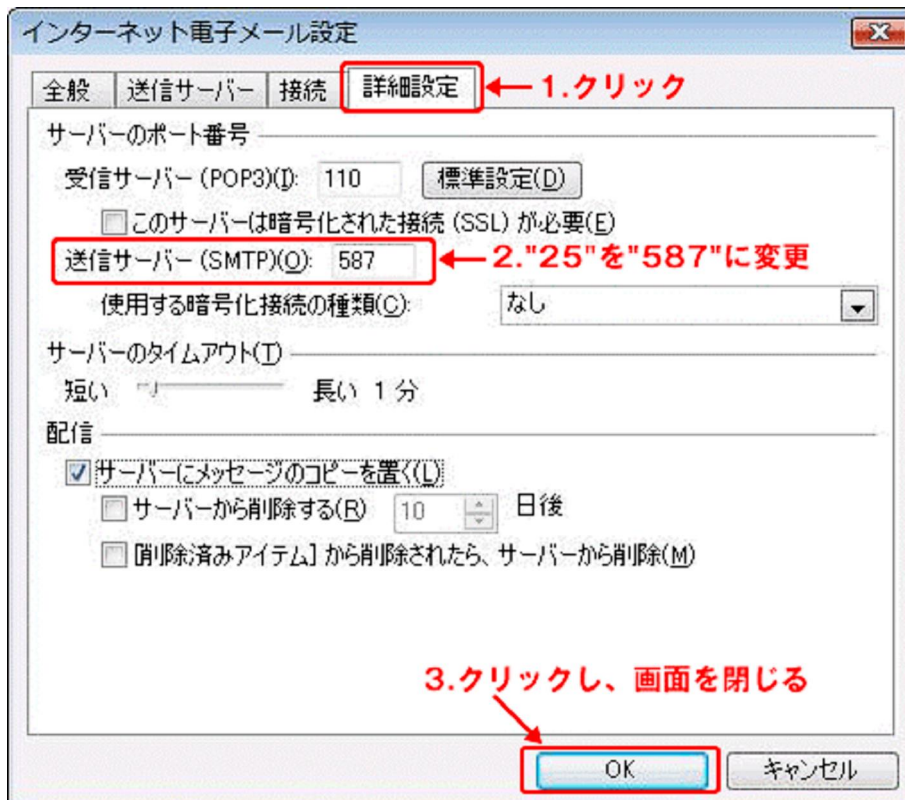 インターネット電子メール設定
全般 送信サーバー 接続 詳細設定 1.クリック
サーバーのポート番号
受信サーバー(POP3)(I): 110 標準設定(D)
このサーバーは暗号化された接続(SSL)が必要(E)
送信サーバー(SMTP)(O): 587 2."25"を"587"に変更
使用する暗号化接続の種類(C): なし
サーバーのタイムアウト(T)
短い 長い 1分
配信
サーバーにメッセージのコピーを置く(L)
サーバーから削除する(R) 10 日後
[削除済みアイテム]から削除されたら、サーバーから削除(M)
3.クリックし、画面を閉じる
OK キャンセル